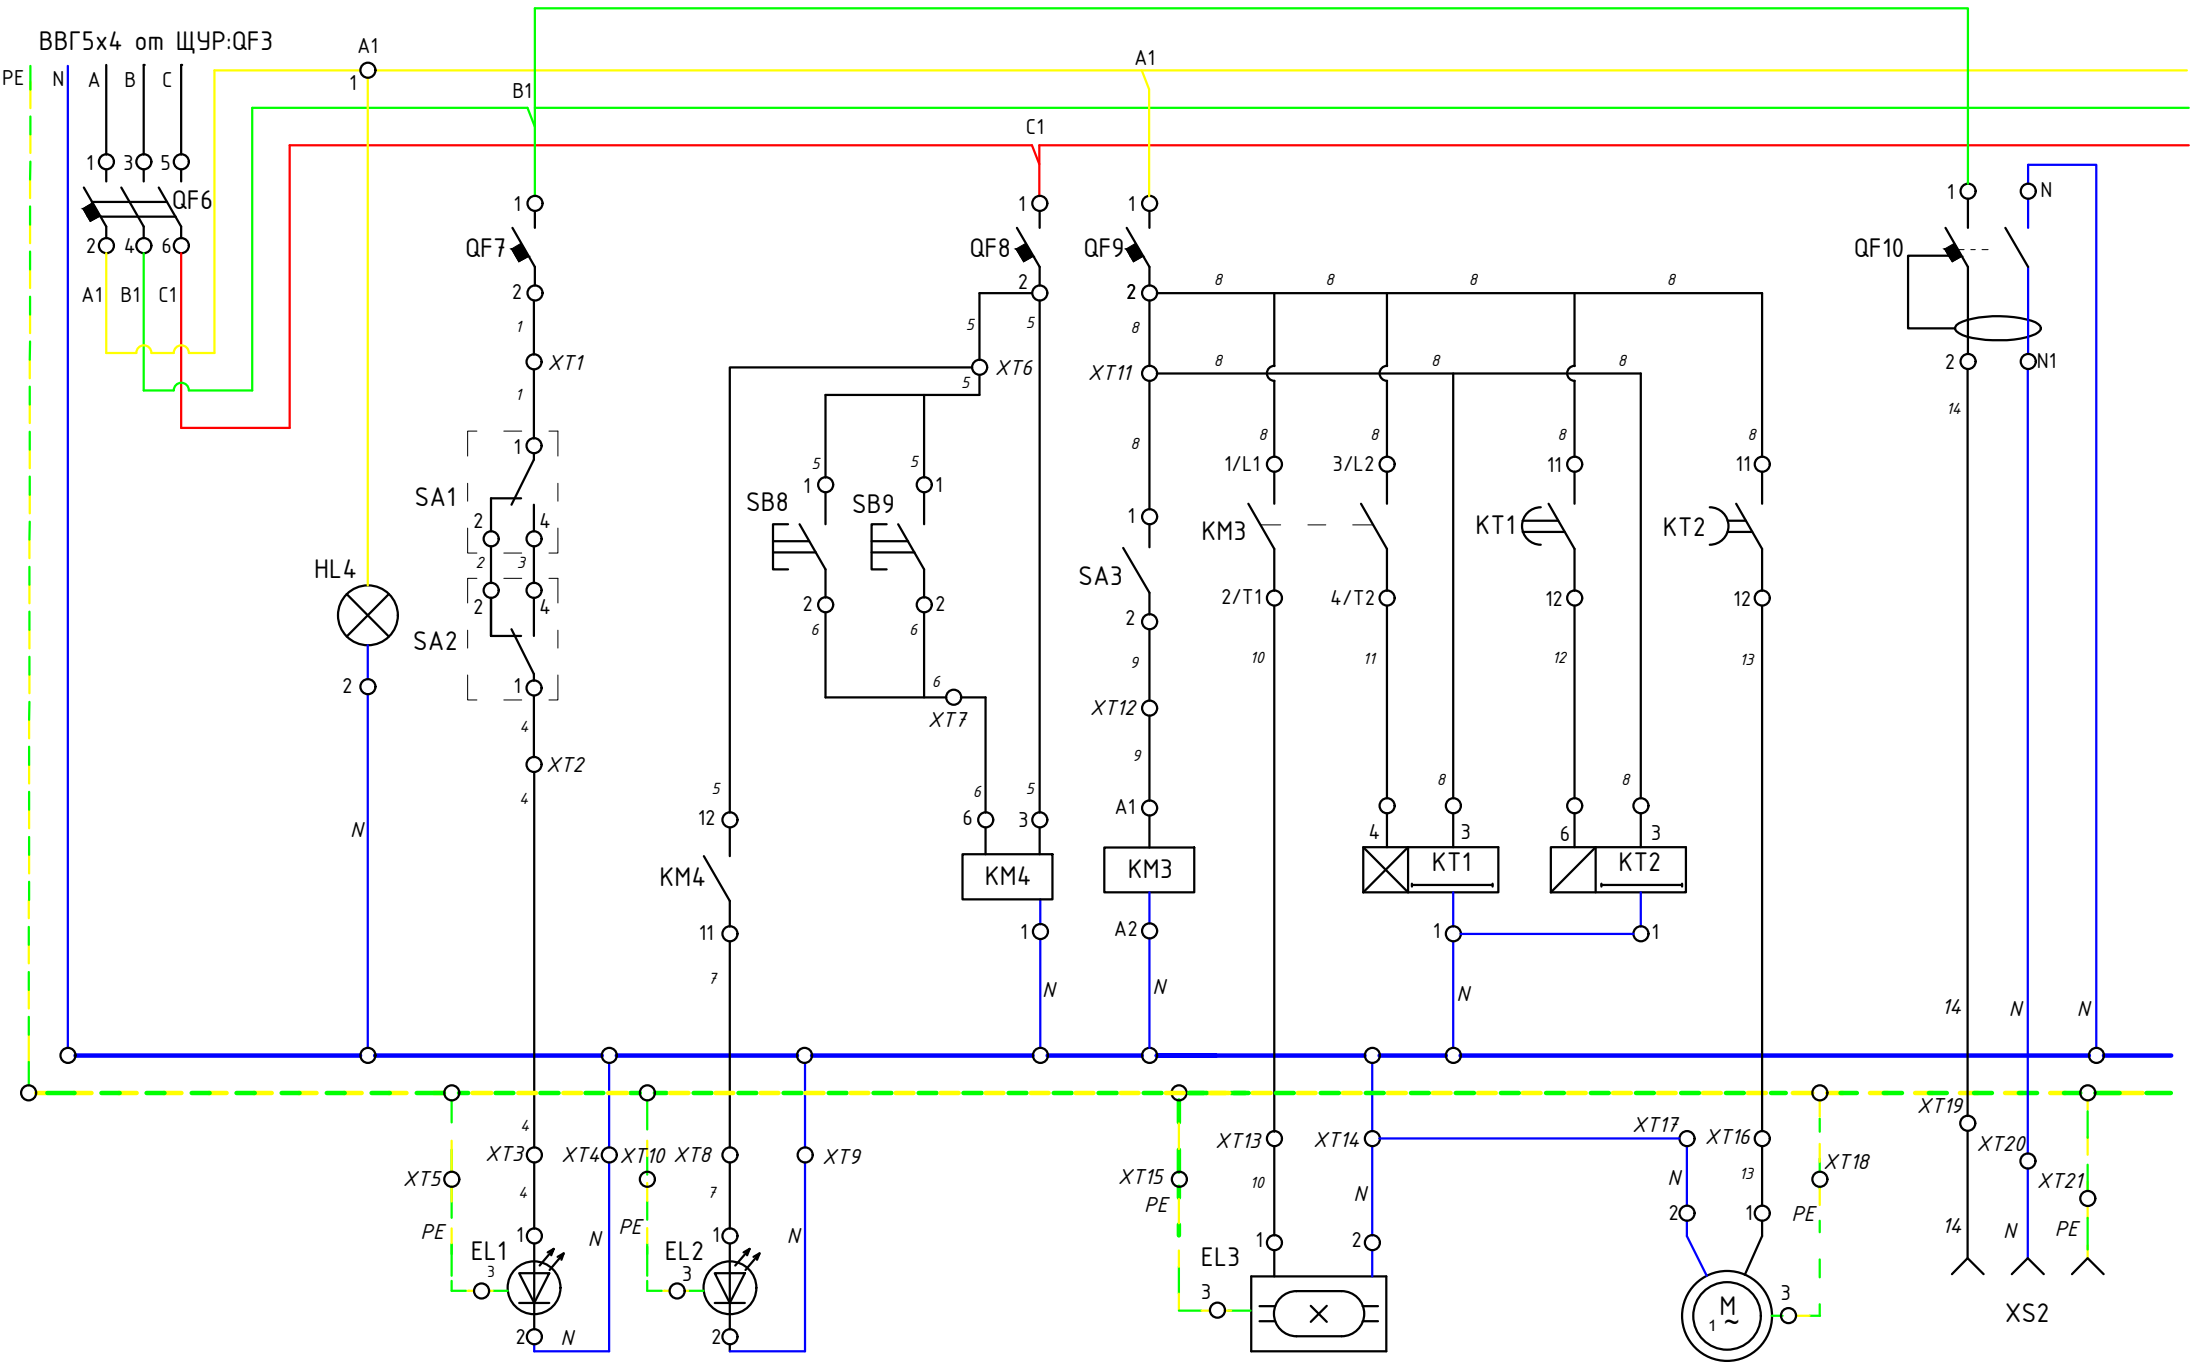 ВВГ5х4 от ЩУР:QF3
PE N A B C
A1
1
B1
C1
A1
1 3 5
QF6
2 4 6
A1 B1 C1
1
QF7
2
1
XT1
1
1
SA1
2 4
2 3
2 4
SA2
1
4
XT2
4
HL4
2
N
1
QF8
2
5 5
XT6
5
5 5
1 1
SB8 SB9
2 2
6 6
6
XT7
5 6 5
12 6 3
KM4 KM4
11 1
7 N
1
QF9
2
8 8 8 8
8
XT11
8 8 8
8
1
SA3
2
9
XT12
9
A1
KM3
A2
N
8 8 8 8
1/L1 3/L2 11 11
KM3 KT1 KT2
2/T1 4/T2 12 12
10 11 12 13
8 8
4 3 6 3
KT1 KT2
1 1
N
1 N
QF10
2 N1
14
14 N N
4
XT3 XT4 XT10 XT8 XT9
XT5
4 7
PE N PE N
1 1
EL1 EL2
3 3
2 N 2
XT13 XT14 XT17 XT16
XT15 XT18
PE 10 N N 13 PE
2 1
1 2
EL3
3
M
1 ~
3
XT19
XT20
XT21
14 N PE
XS2